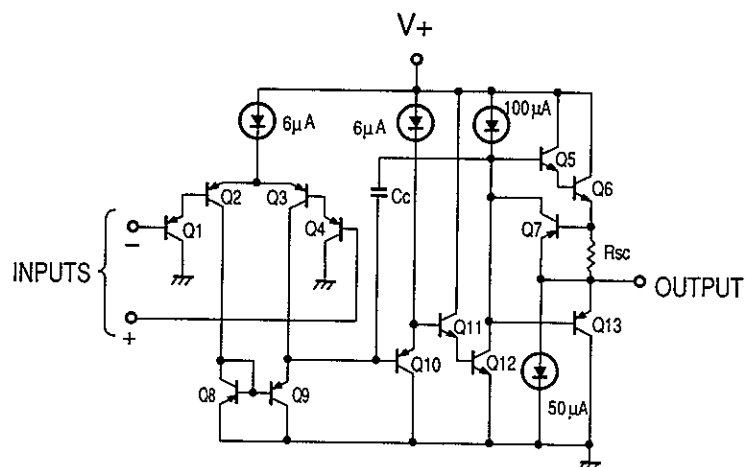 V+
6μA
6μA
100μA
Q5
Q6
Q2
Q3
Cc
Q1
Q4
Q7
Rsc
INPUTS
−
+
OUTPUT
Q11
Q13
Q10
Q12
Q8
Q9
50μA